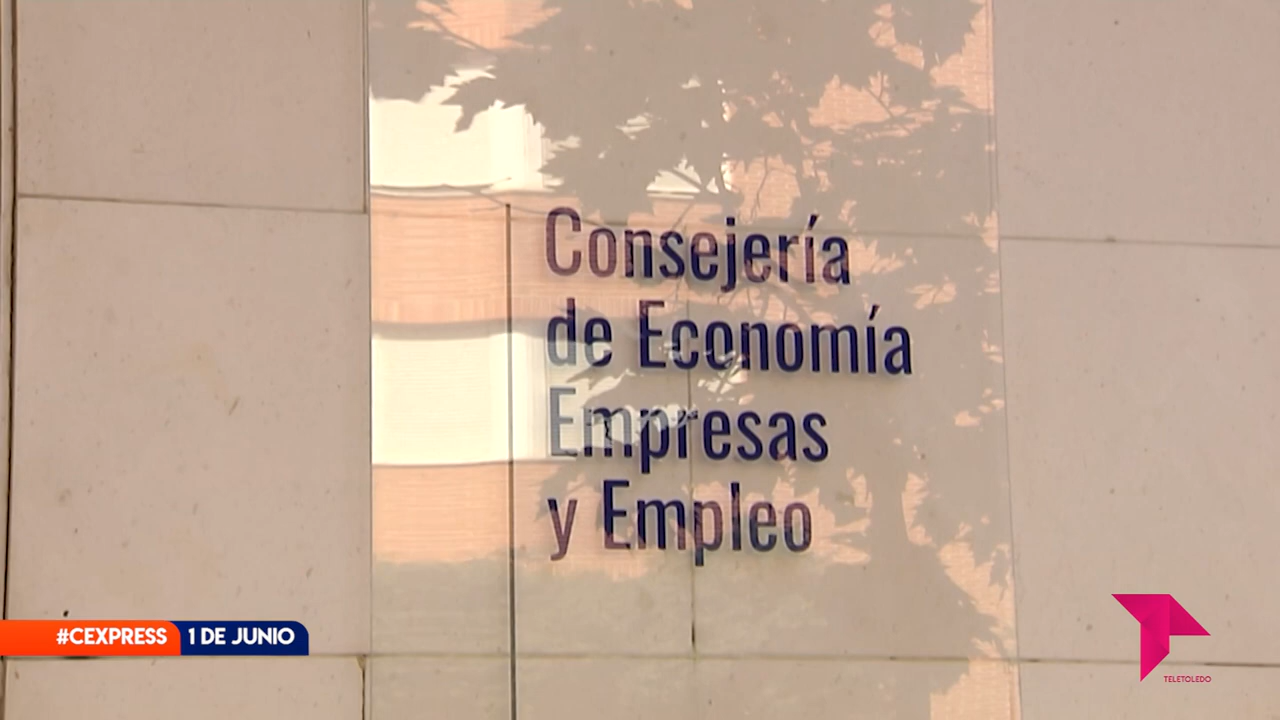 Consejería
de Economía
Empresas
y Empleo
#CEXPRESS 1 DE JUNIO
TELETOLEDO